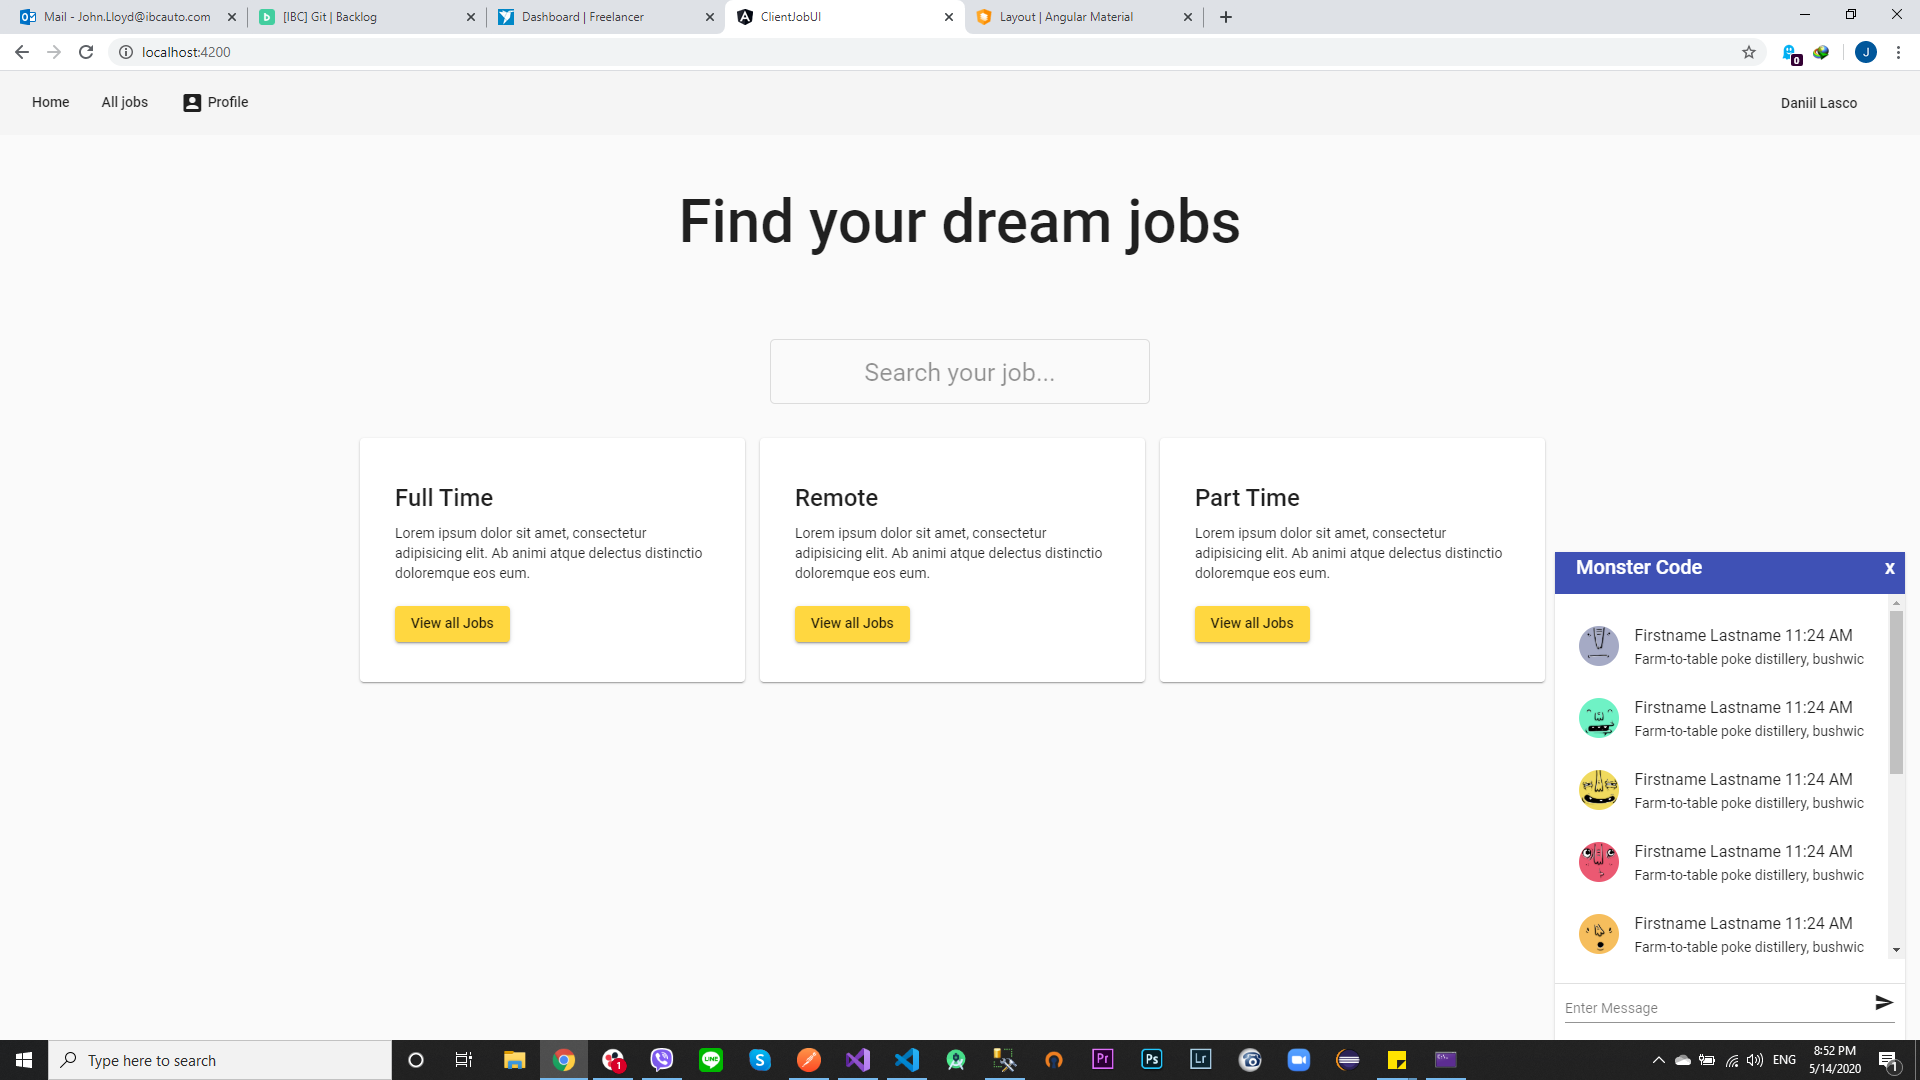 Mail - John.Lloyd@ibcauto.com
[IBC] Git | Backlog
Dashboard | Freelancer
ClientJobUI
Layout | Angular Material
localhost:4200
0
J
Home
All jobs
Profile
Daniil Lasco
Find your dream jobs
Search your job...
Full Time
Lorem ipsum dolor sit amet, consectetur
adipisicing elit. Ab animi atque delectus distinctio
doloremque eos eum.
View all Jobs
Remote
Lorem ipsum dolor sit amet, consectetur
adipisicing elit. Ab animi atque delectus distinctio
doloremque eos eum.
View all Jobs
Part Time
Lorem ipsum dolor sit amet, consectetur
adipisicing elit. Ab animi atque delectus distinctio
doloremque eos eum.
View all Jobs
Monster Code
x
Firstname Lastname 11:24 AM
Farm-to-table poke distillery, bushwic
Firstname Lastname 11:24 AM
Farm-to-table poke distillery, bushwic
Firstname Lastname 11:24 AM
Farm-to-table poke distillery, bushwic
Firstname Lastname 11:24 AM
Farm-to-table poke distillery, bushwic
Firstname Lastname 11:24 AM
Farm-to-table poke distillery, bushwic
Enter Message
Type here to search
1
LINE
S
Pr
Ps
Lr
ENG
8:52 PM
5/14/2020
1